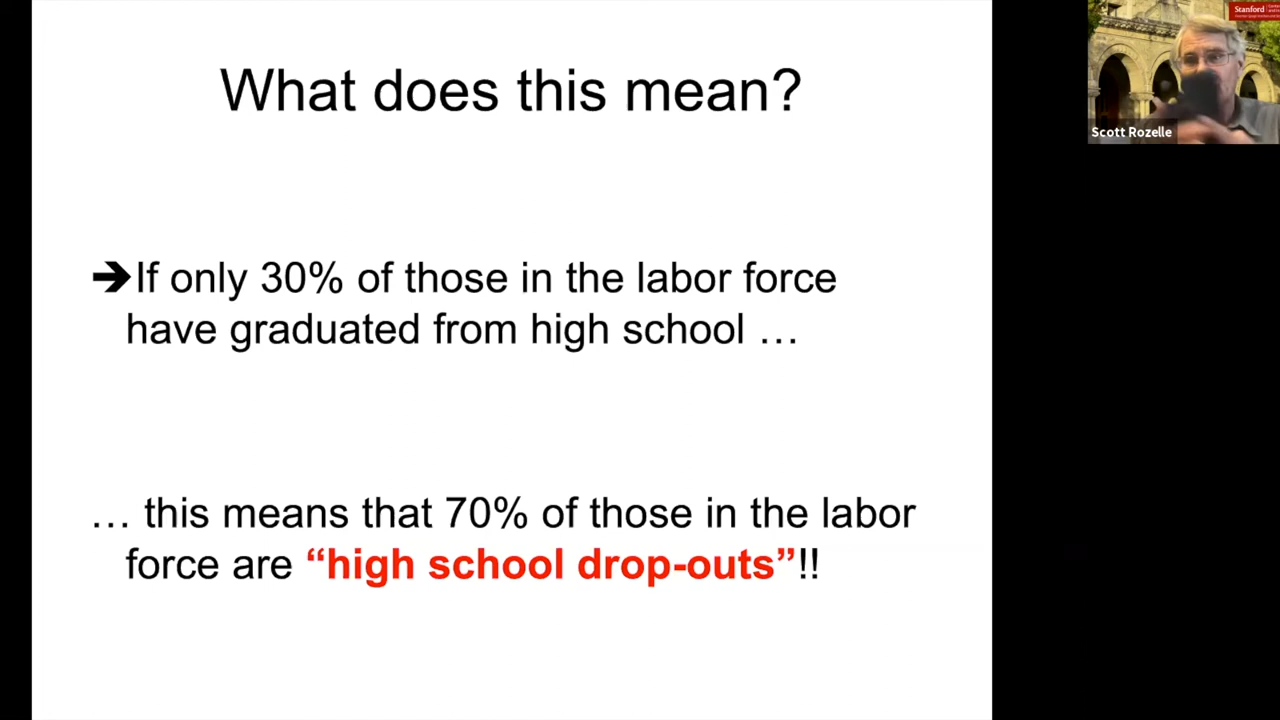 What does this mean?
➔If only 30% of those in the labor force
have graduated from high school …
… this means that 70% of those in the labor
force are “high school drop-outs”!!
Stanford
Scott Rozelle